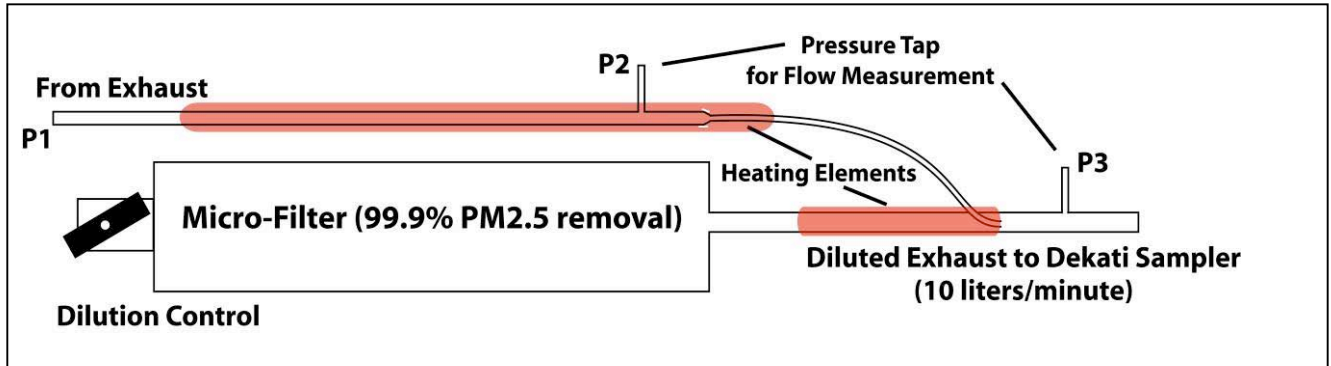 Pressure Tap
for Flow Measurement
P2
From Exhaust
P1
P3
Heating Elements
Micro-Filter (99.9% PM2.5 removal)
Diluted Exhaust to Dekati Sampler
(10 liters/minute)
Dilution Control